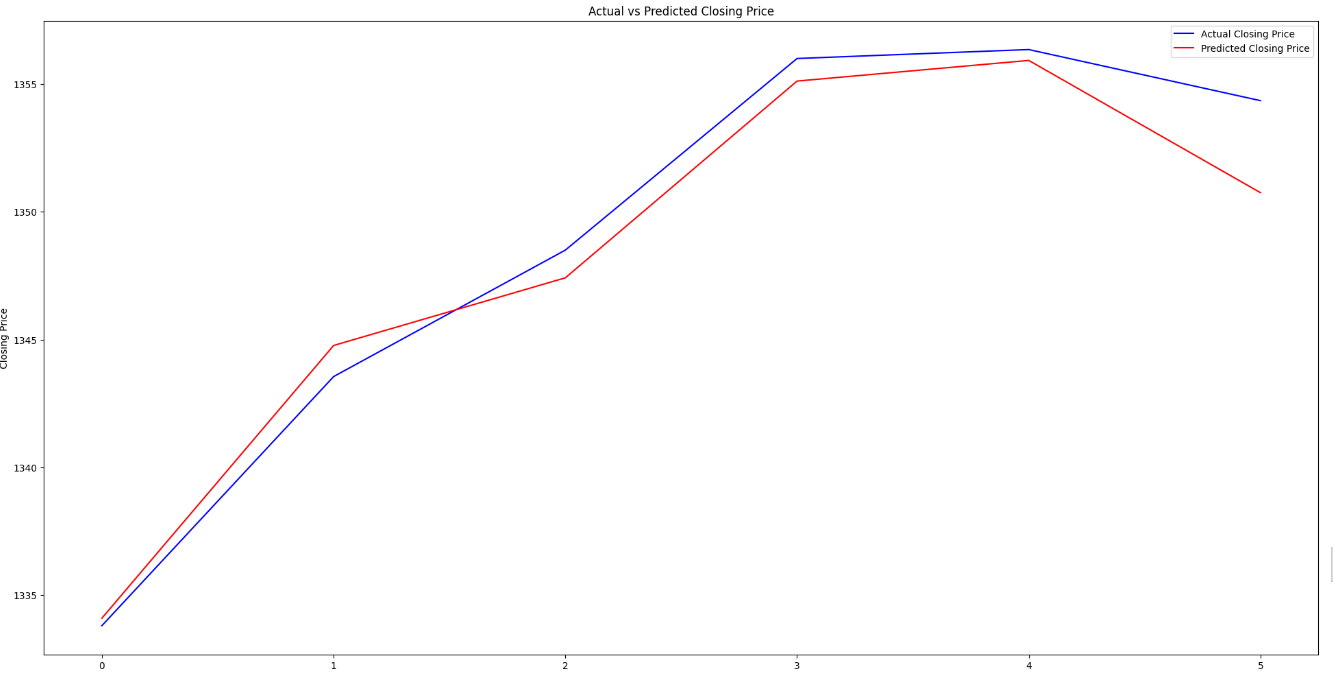 Actual vs Predicted Closing Price
Actual Closing Price
Predicted Closing Price
Closing Price
1355
1350
1345
1340
1335
0 1 2 3 4 5